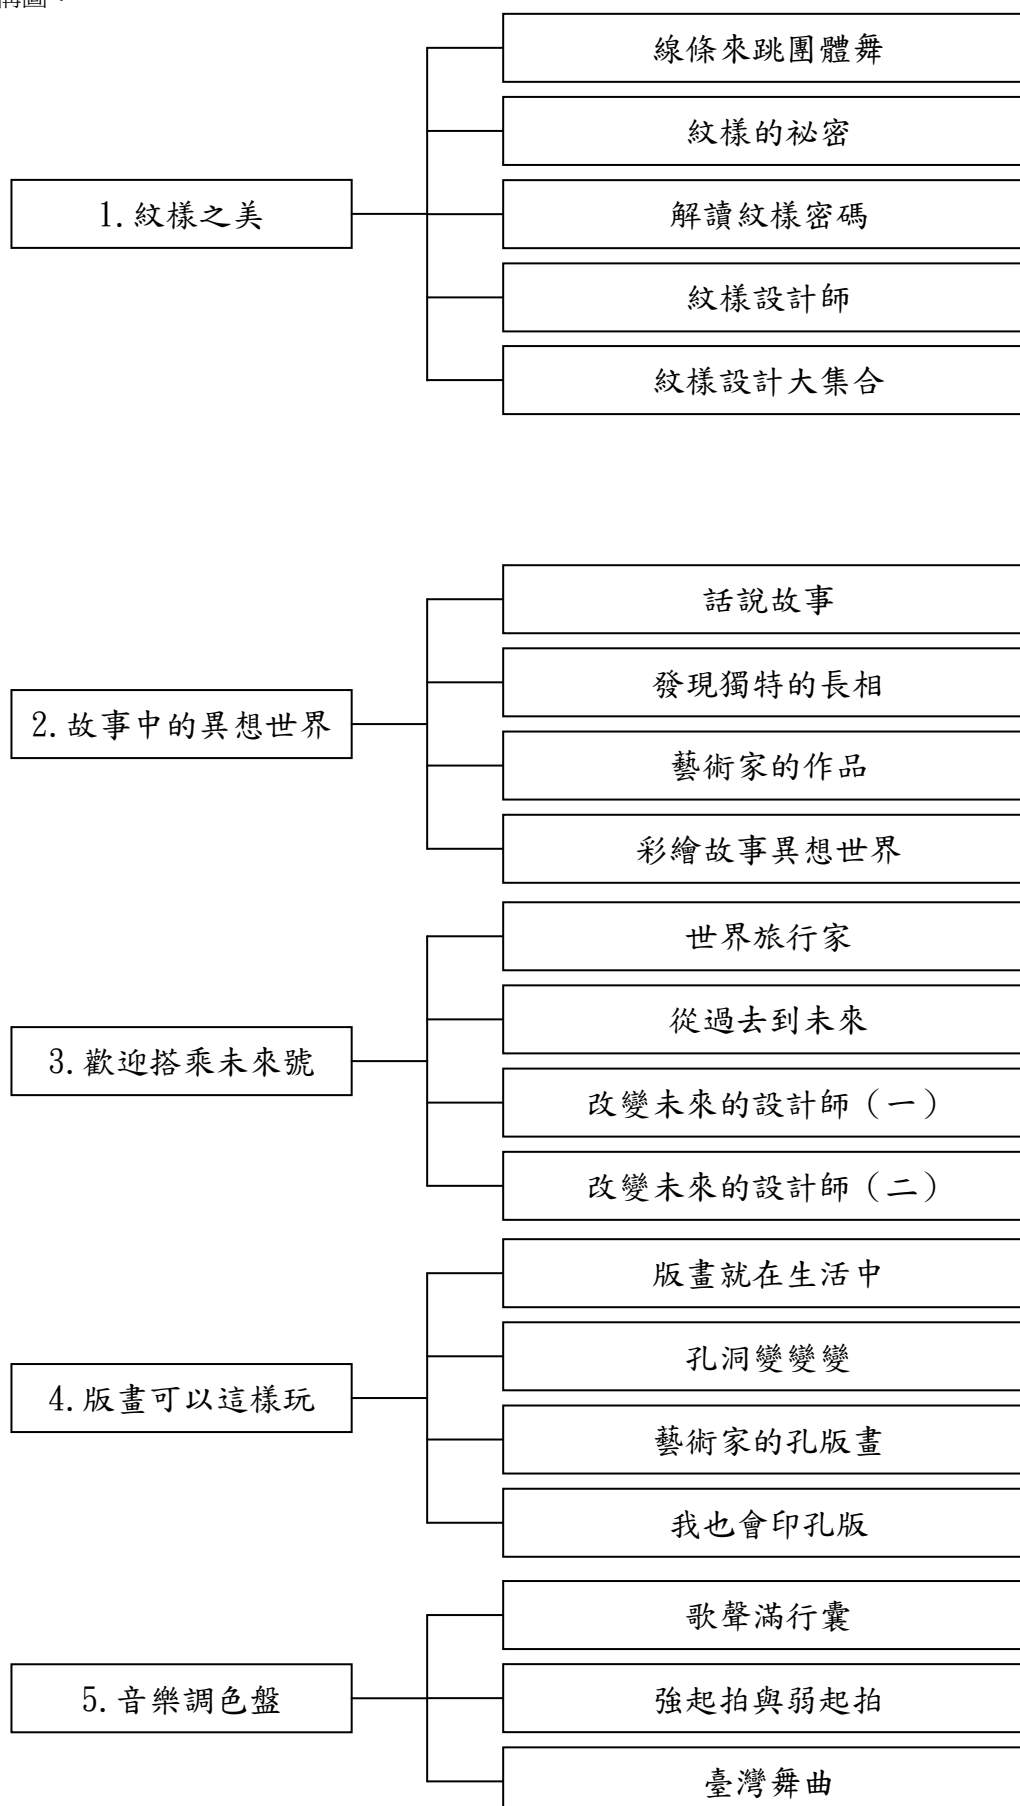 構圖：
1.紋樣之美
線條來跳團體舞
紋樣的祕密
解讀紋樣密碼
紋樣設計師
紋樣設計大集合
2.故事中的異想世界
話說故事
發現獨特的長相
藝術家的作品
彩繪故事異想世界
3.歡迎搭乘未來號
世界旅行家
從過去到未來
改變未來的設計師（一）
改變未來的設計師（二）
4.版畫可以這樣玩
版畫就在生活中
孔洞變變變
藝術家的孔版畫
我也會印孔版
5.音樂調色盤
歌聲滿行囊
強起拍與弱起拍
臺灣舞曲